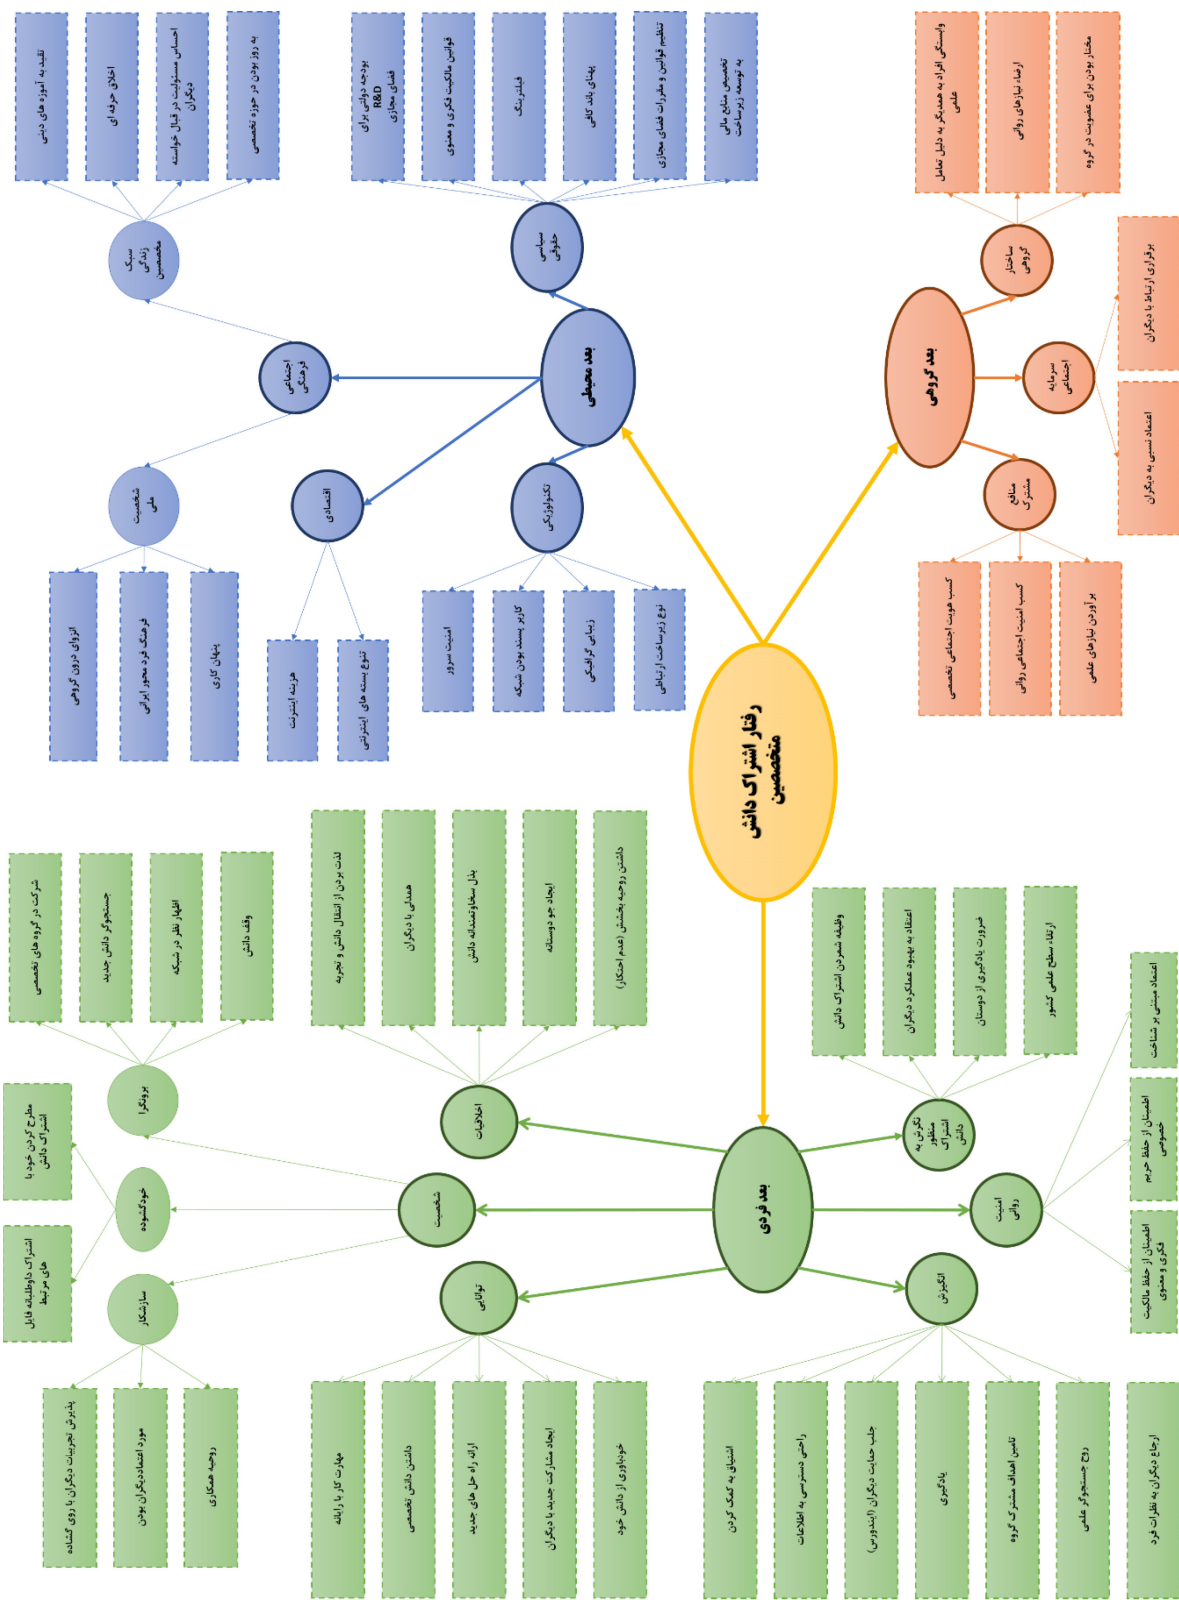 رفتار اشتراک دانش
متخصصین
بعد محیطی
سیاسی
حقوقی
بودجه دولتی برای R&D
فضای مجازی
قوانین مالکیت فکری و معنوی
فیلترینگ
پهنای باند کافی
تنظیم قوانین و مقررات فضای مجازی
تخصیص منابع مالی
به توسعه زیرساخت
فرهنگی
اجتماعی
سبک
زندگی
مخصصین
تقید به آموزه های دینی
اخلاق حرفه ای
احساس مسئولیت در قبال خواسته
دیگران
به روز بودن در حوزه تخصصی
شخصیت
ملی
انزوای درون گروهی
فرهنگ فرد محور ایرانی
پنهان کاری
اقتصادی
هزینه اینترنت
تنوع بسته های اینترنتی
تکنولوژیکی
امنیت سرور
کاربر پسند بودن شبکه
زیبایی گرافیکی
نوع زیرساخت ارتباطی
بعد گروهی
ساختار
گروهی
وابستگی افراد به همدیگر به دلیل تعامل
علمی
ارضاء نیازهای روانی
مختار بودن برای عضویت در گروه
سرمایه
اجتماعی
برقراری ارتباط با دیگران
اعتماد نسبی به دیگران
منافع
مشترک
کسب هویت اجتماعی تخصصی
کسب امنیت اجتماعی روانی
بر آوردن نیازهای علمی
بعد فردی
اخلاقیات
لذت بردن از انتقال دانش و تجربه
همدلی با دیگران
بذل سخاوتمندانه دانش
ایجاد جو دوستانه
داشتن روحیه بخشش (عدم احتکار)
شخصیت
برونگرا
شرکت در گروه های تخصصی
جستجوگر دانش جدید
اظهار نظر در شبکه
وقف دانش
خودگشوده
مطرح کردن خود با
اشتراک دانش
اشتراک داوطلبانه فایل
های مرتبط
سازشکار
پذیرش تجربیات دیگران با روی گشاده
مورد اعتماددیگران بودن
روحیه همکاری
توانایی
مهارت کار با رایانه
داشتن دانش تخصصی
ارائه راه حل های جدید
ایجاد مشارکت جدید با دیگران
خودباوری از دانش خود
نگرش به
منظور
اشتراک
دانش
وظیفه شمردن اشتراک دانش
اعتقاد به بهبود عملکرد دیگران
ضرورت یادگیری از دوستان
ارتقاء سطح علمی کشور
امنیت
روانی
اعتماد مبتنی بر شناخت
اطمینان از حفظ حریم
خصوصی
اطمینان از حفظ مالکیت
فکری و معنوی
انگیزش
اشتیاق به کمک کردن
راحتی دسترسی به اطلاعات
جلب حمایت دیگران (ایندورس)
یادگیری
تامین اهداف مشترک گروه
روح جستجوگر علمی
ارجاع دیگران به نظرات فرد